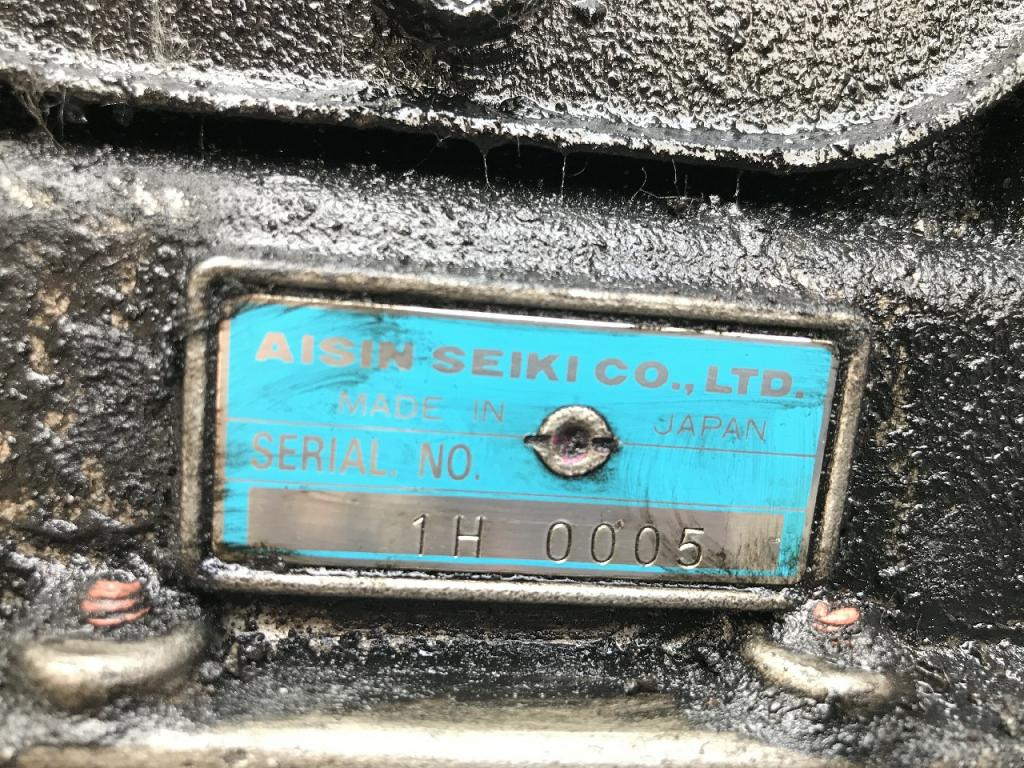 AISIN SEIKI CO., LTD.
MADE IN JAPAN
SERIAL. NO.
1H 0005